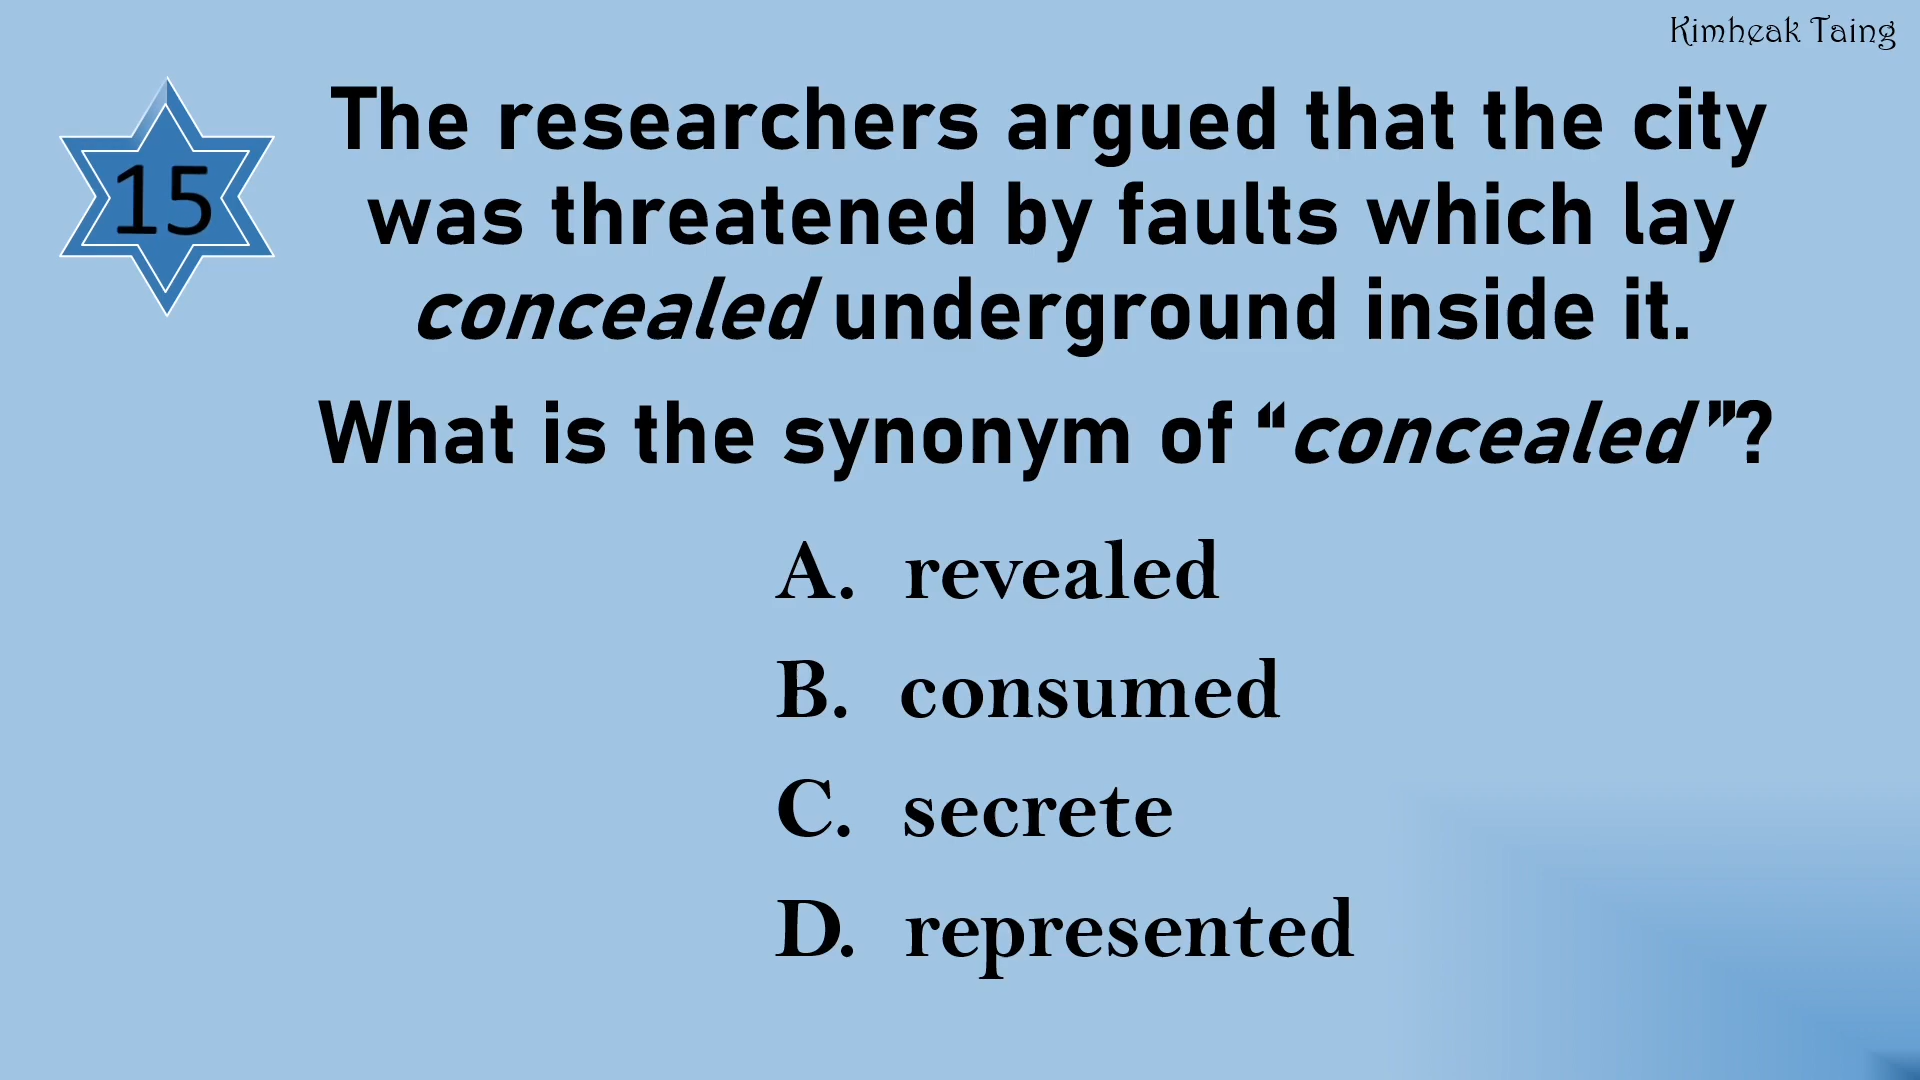 Kimheak Taing
15
The researchers argued that the city
was threatened by faults which lay
concealed underground inside it.
What is the synonym of “concealed”?
A. revealed
B. consumed
C. secrete
D. represented